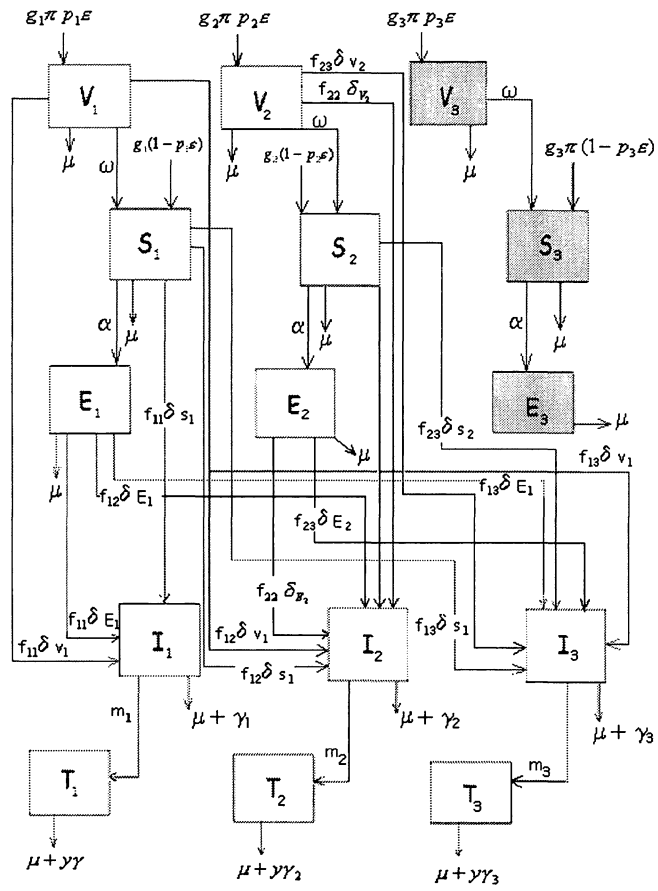 g₁π p₁ε
g₂π p₂ε
g₃π p₃ε
f₂₃δ v₂
f₂₂ δ_V₂
V₁
V₂
V₃
ω
ω
ω
μ
μ
μ
g₁(1-p₁ε)
g₂(1-p₂ε)
g₃π (1-p₃ε)
S₁
S₂
S₃
α
μ
α
μ
α
μ
E₁
E₂
E₃
f₁₁δ s₁
f₂₃δ s₂
μ
μ
μ
f₁₂δ E₁
f₂₃δ E₂
f₁₃δ E₁
f₁₃δ v₁
f₂₂ δ_E₂
f₁₁δ E₁
f₁₁δ v₁
f₁₂δ v₁
f₁₂δ s₁
f₁₃δ s₁
I₁
I₂
I₃
m₁
μ + γ₁
m₂
μ + γ₂
m₃
μ + γ₃
T₁
T₂
T₃
μ + yγ
μ + yγ₂
μ + yγ₃